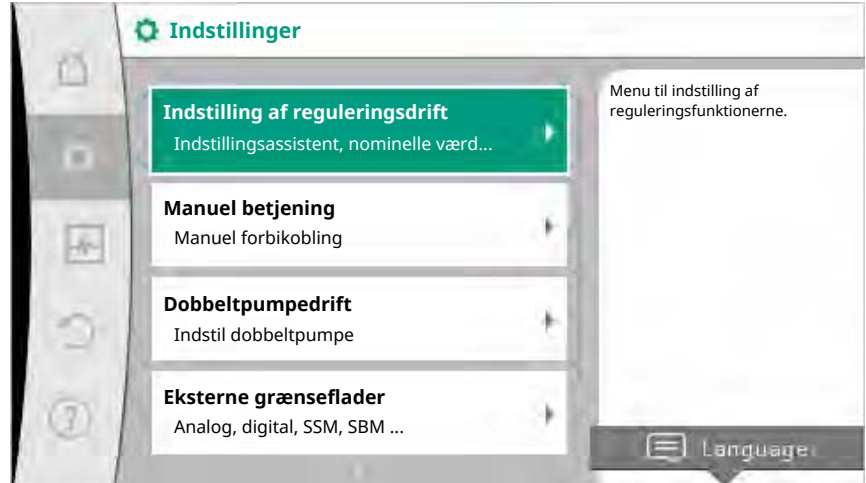 Indstillinger
Indstilling af reguleringsdrift
Indstillingsassistent, nominelle værd...
Manuel betjening
Manuel forbikobling
Dobbeltpumpedrift
Indstil dobbeltpumpe
Eksterne grænseflader
Analog, digital, SSM, SBM ...
Menu til indstilling af
reguleringsfunktionerne.
Language
?